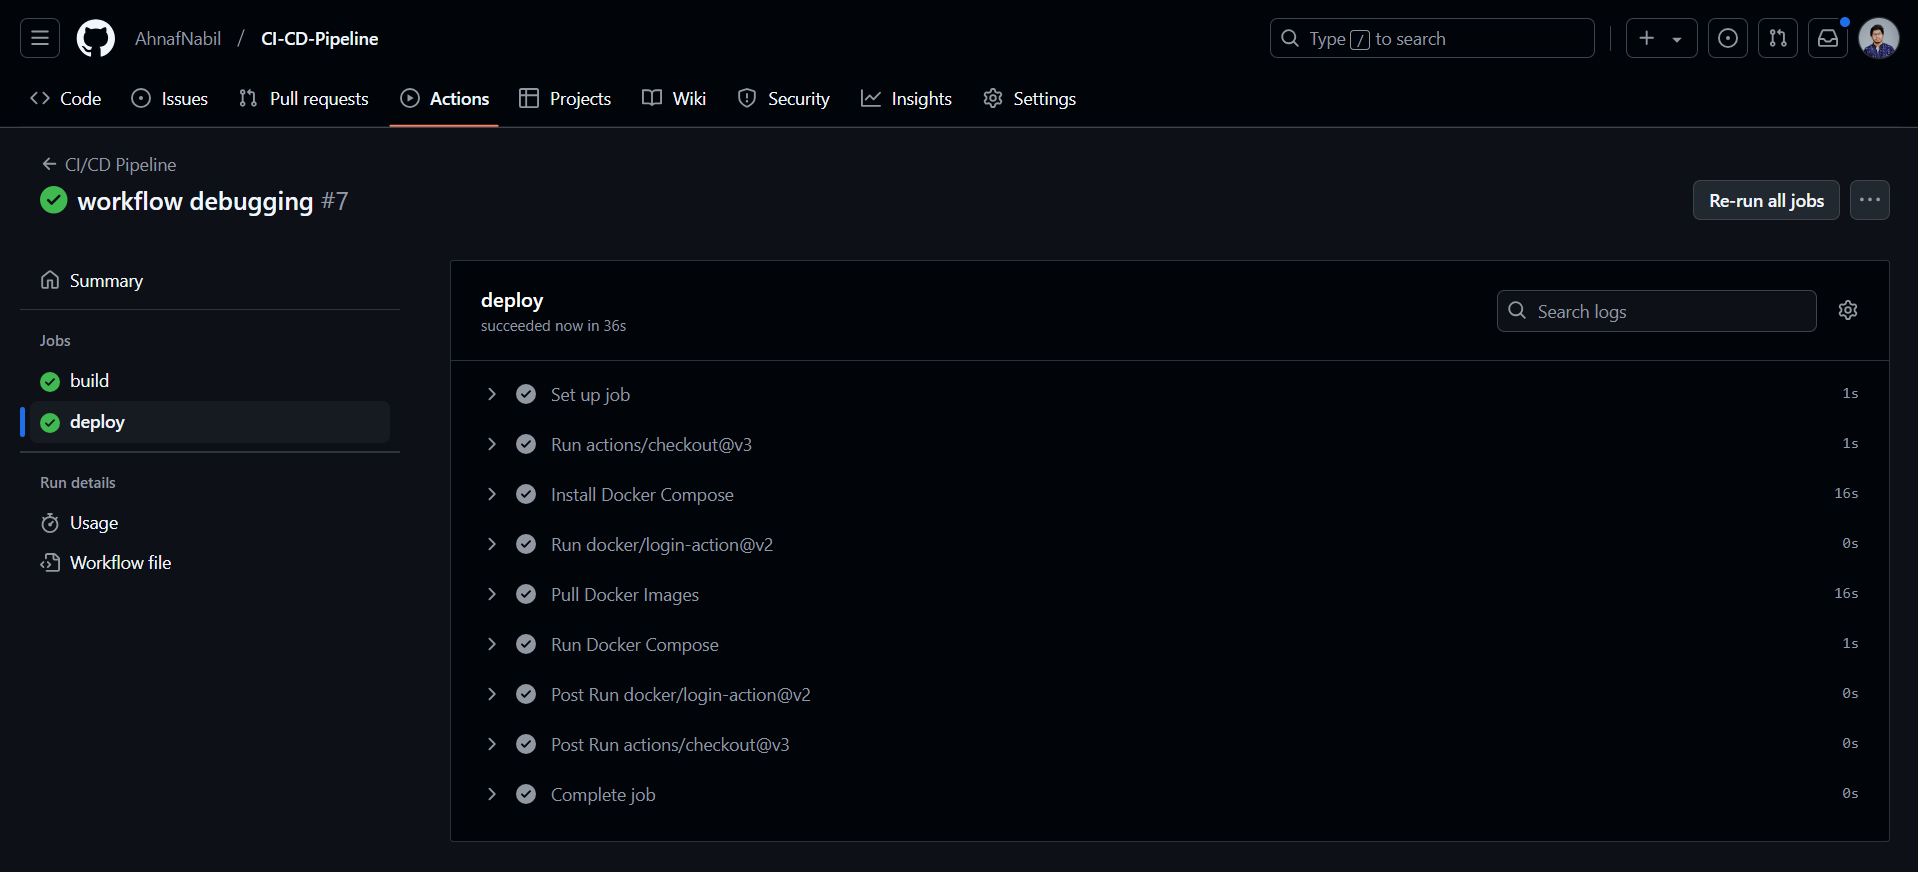 AhnafNabil / CI-CD-Pipeline
Type / to search
Code Issues Pull requests Actions Projects Wiki Security Insights Settings
CI/CD Pipeline
workflow debugging #7
Re-run all jobs
Summary
Jobs
build
deploy
Run details
Usage
Workflow file
deploy
succeeded now in 36s
Search logs
Set up job 1s
Run actions/checkout@v3 1s
Install Docker Compose 16s
Run docker/login-action@v2 0s
Pull Docker Images 16s
Run Docker Compose 1s
Post Run docker/login-action@v2 0s
Post Run actions/checkout@v3 0s
Complete job 0s